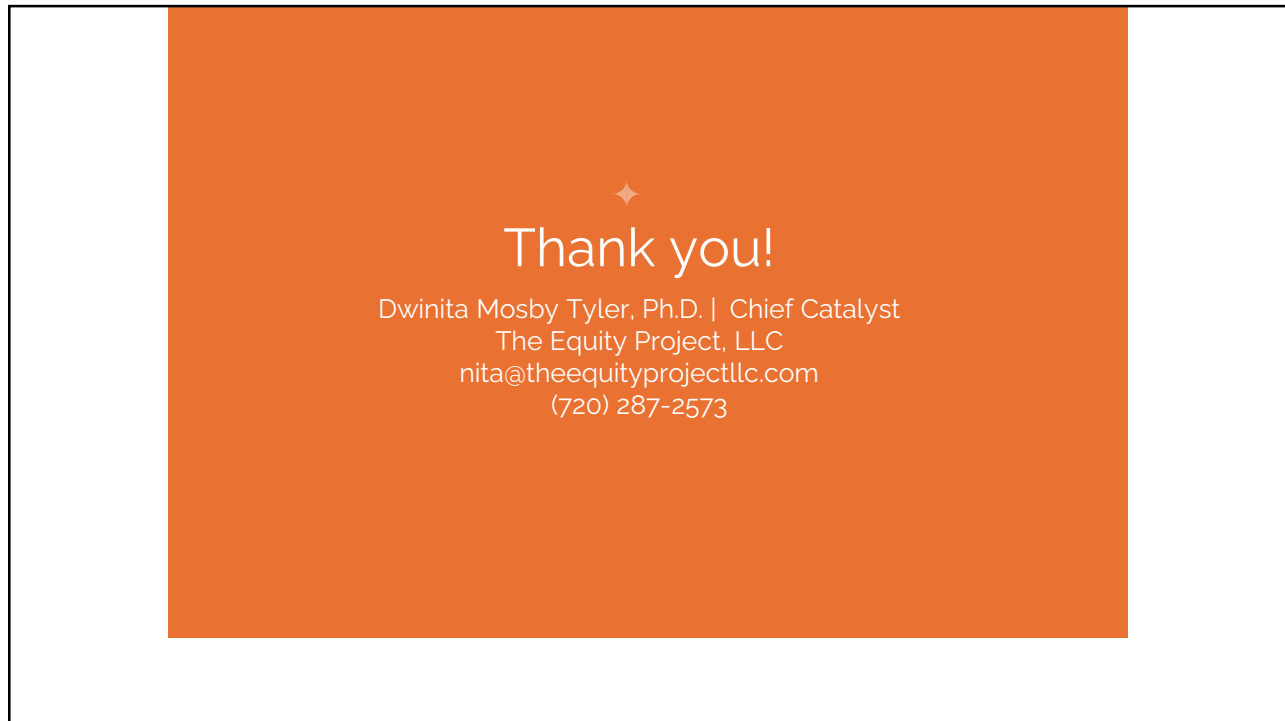 Thank you!
Dwinita Mosby Tyler, Ph.D. | Chief Catalyst
The Equity Project, LLC
nita@theequityprojectllc.com
(720) 287-2573